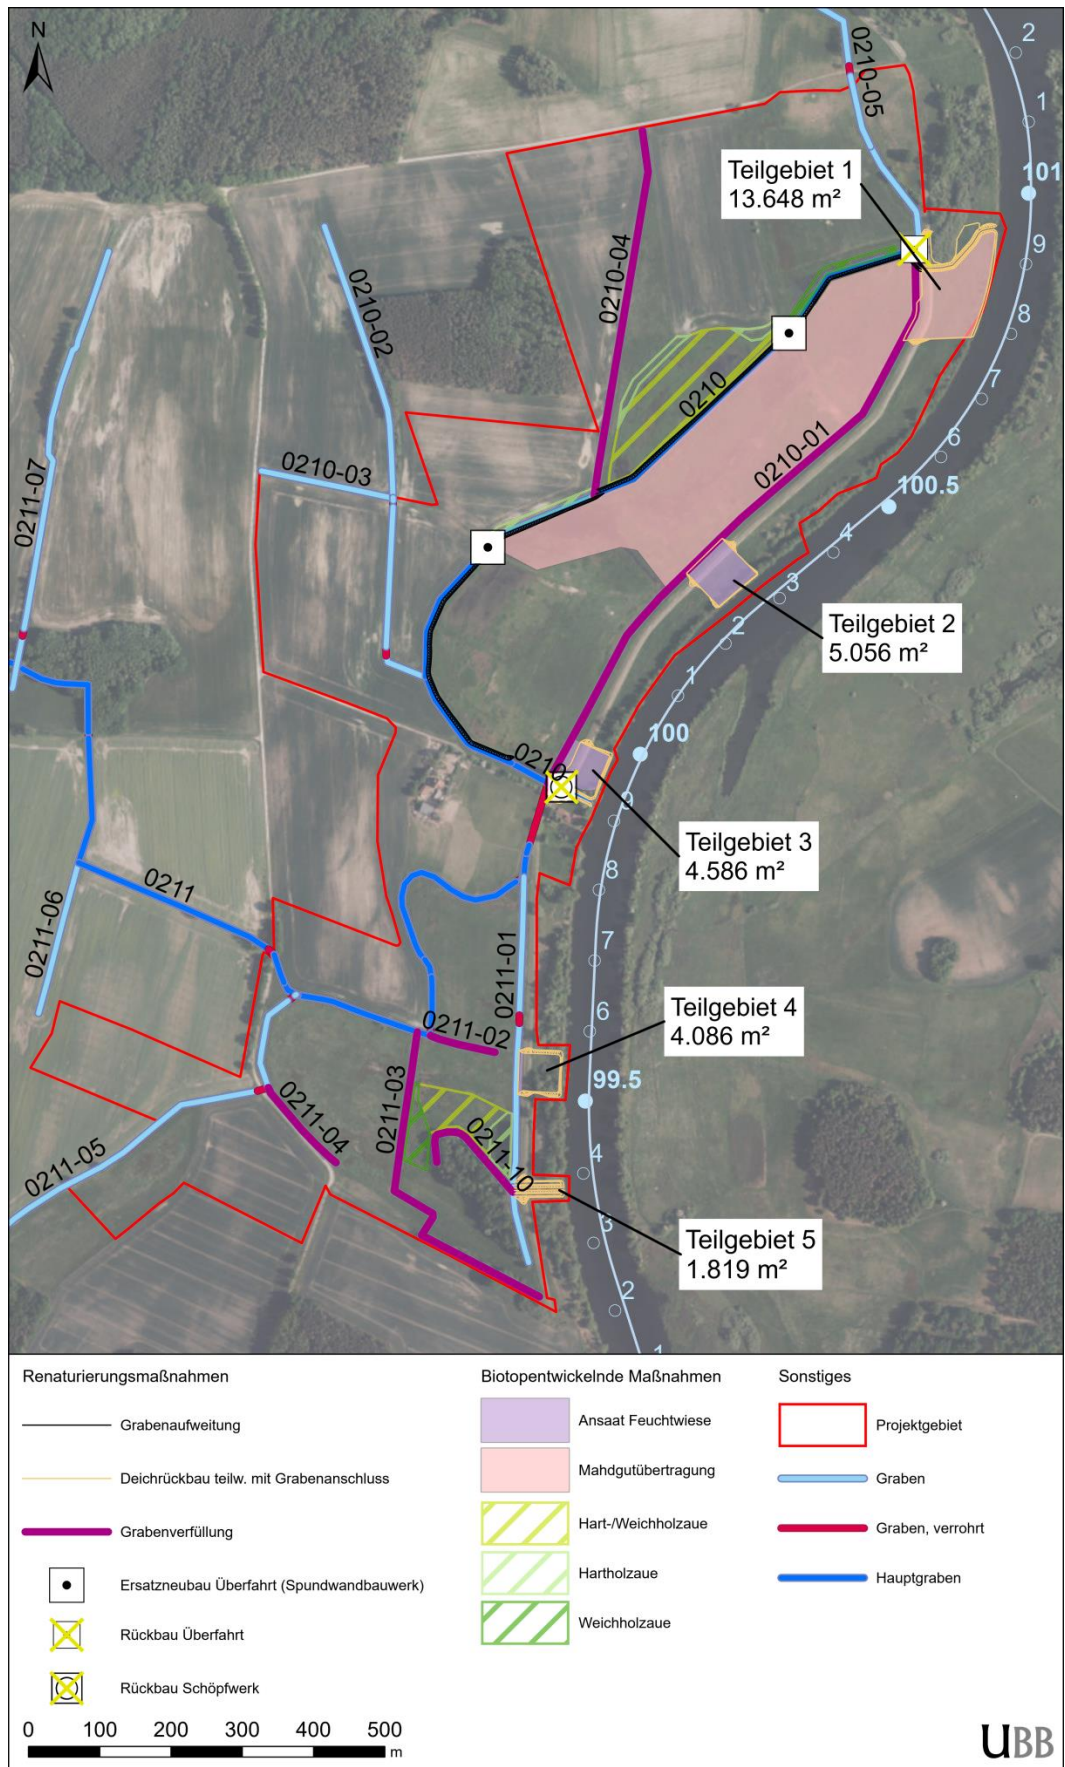 N
0210-05
2
1
101
9
8
7
6
100.5
4
3
2
1
100
9
8
7
6
99.5
4
3
2
1
Teilgebiet 1
13.648 m²
0210-04
0210-02
0210
0210-01
0210-03
0211-07
Teilgebiet 2
5.056 m²
0210
Teilgebiet 3
4.586 m²
0211
0211-06
0211-01
Teilgebiet 4
4.086 m²
0211-02
0211-03
0211-04
0211-05
0211-10
Teilgebiet 5
1.819 m²
Renaturierungsmaßnahmen
Grabenaufweitung
Deichrückbau teilw. mit Grabenanschluss
Grabenverfüllung
Ersatzneubau Überfahrt (Spundwandbauwerk)
Rückbau Überfahrt
Rückbau Schöpfwerk
0 100 200 300 400 500 m
Biotopentwickelnde Maßnahmen
Ansaat Feuchtwiese
Mahdgutübertragung
Hart-/Weichholzaue
Hartholzaue
Weichholzaue
Sonstiges
Projektgebiet
Graben
Graben, verrohrt
Hauptgraben
UBB